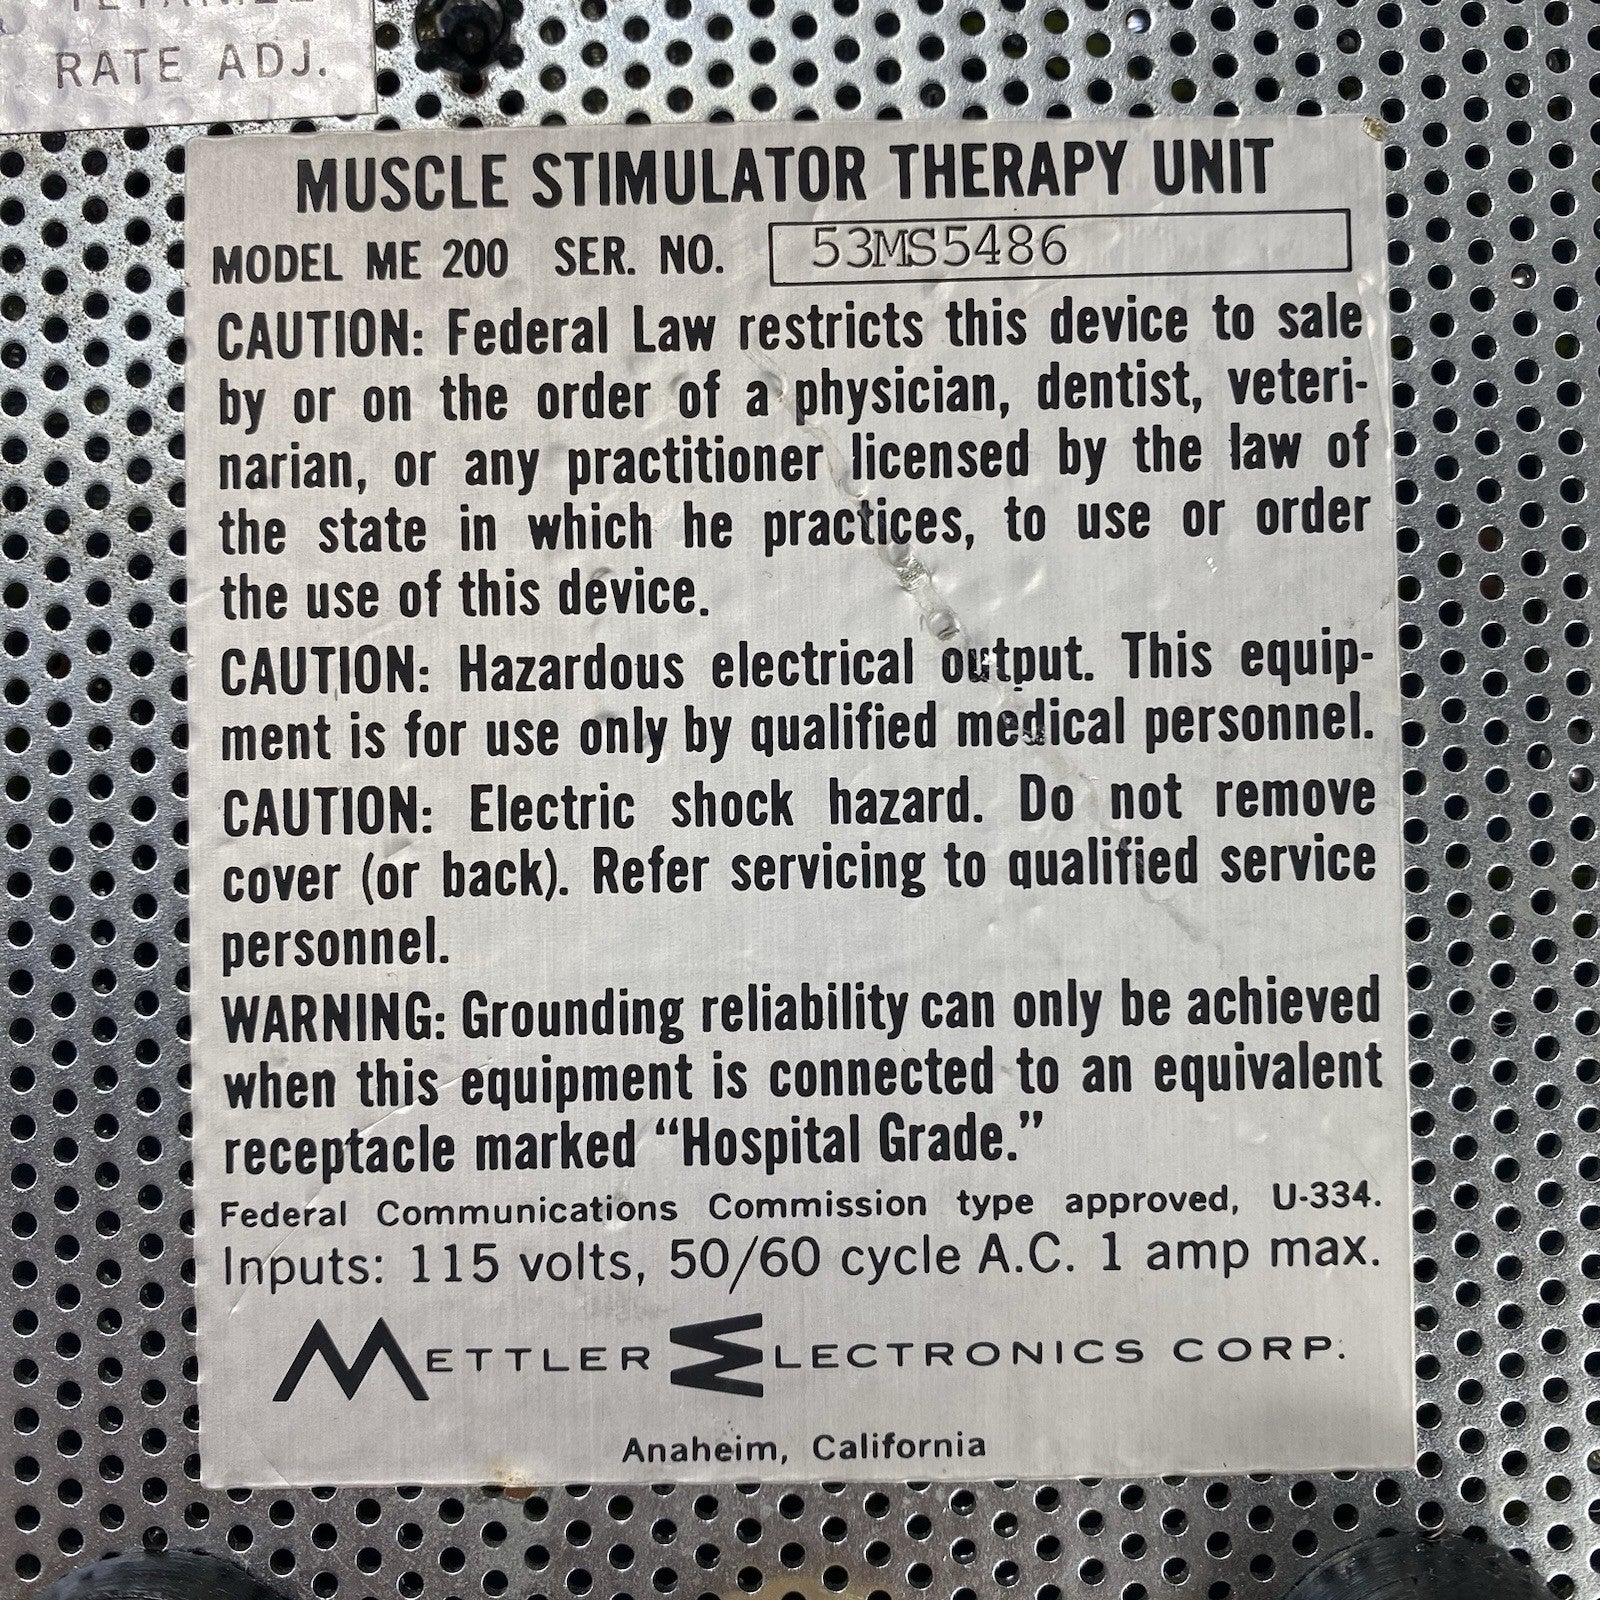 RATE ADJ.
MUSCLE STIMULATOR THERAPY UNIT
MODEL ME 200 SER. NO. 53MS5486
CAUTION: Federal Law restricts this device to sale
by or on the order of a physician, dentist, veteri-
narian, or any practitioner licensed by the law of
the state in which he practices, to use or order
the use of this device.
CAUTION: Hazardous electrical output. This equip-
ment is for use only by qualified medical personnel.
CAUTION: Electric shock hazard. Do not remove
cover (or back). Refer servicing to qualified service
personnel.
WARNING: Grounding reliability can only be achieved
when this equipment is connected to an equivalent
receptacle marked “Hospital Grade.”
Federal Communications Commission type approved, U-334.
Inputs: 115 volts, 50/60 cycle A.C. 1 amp max.
METTLER ELECTRONICS CORP.
Anaheim, California